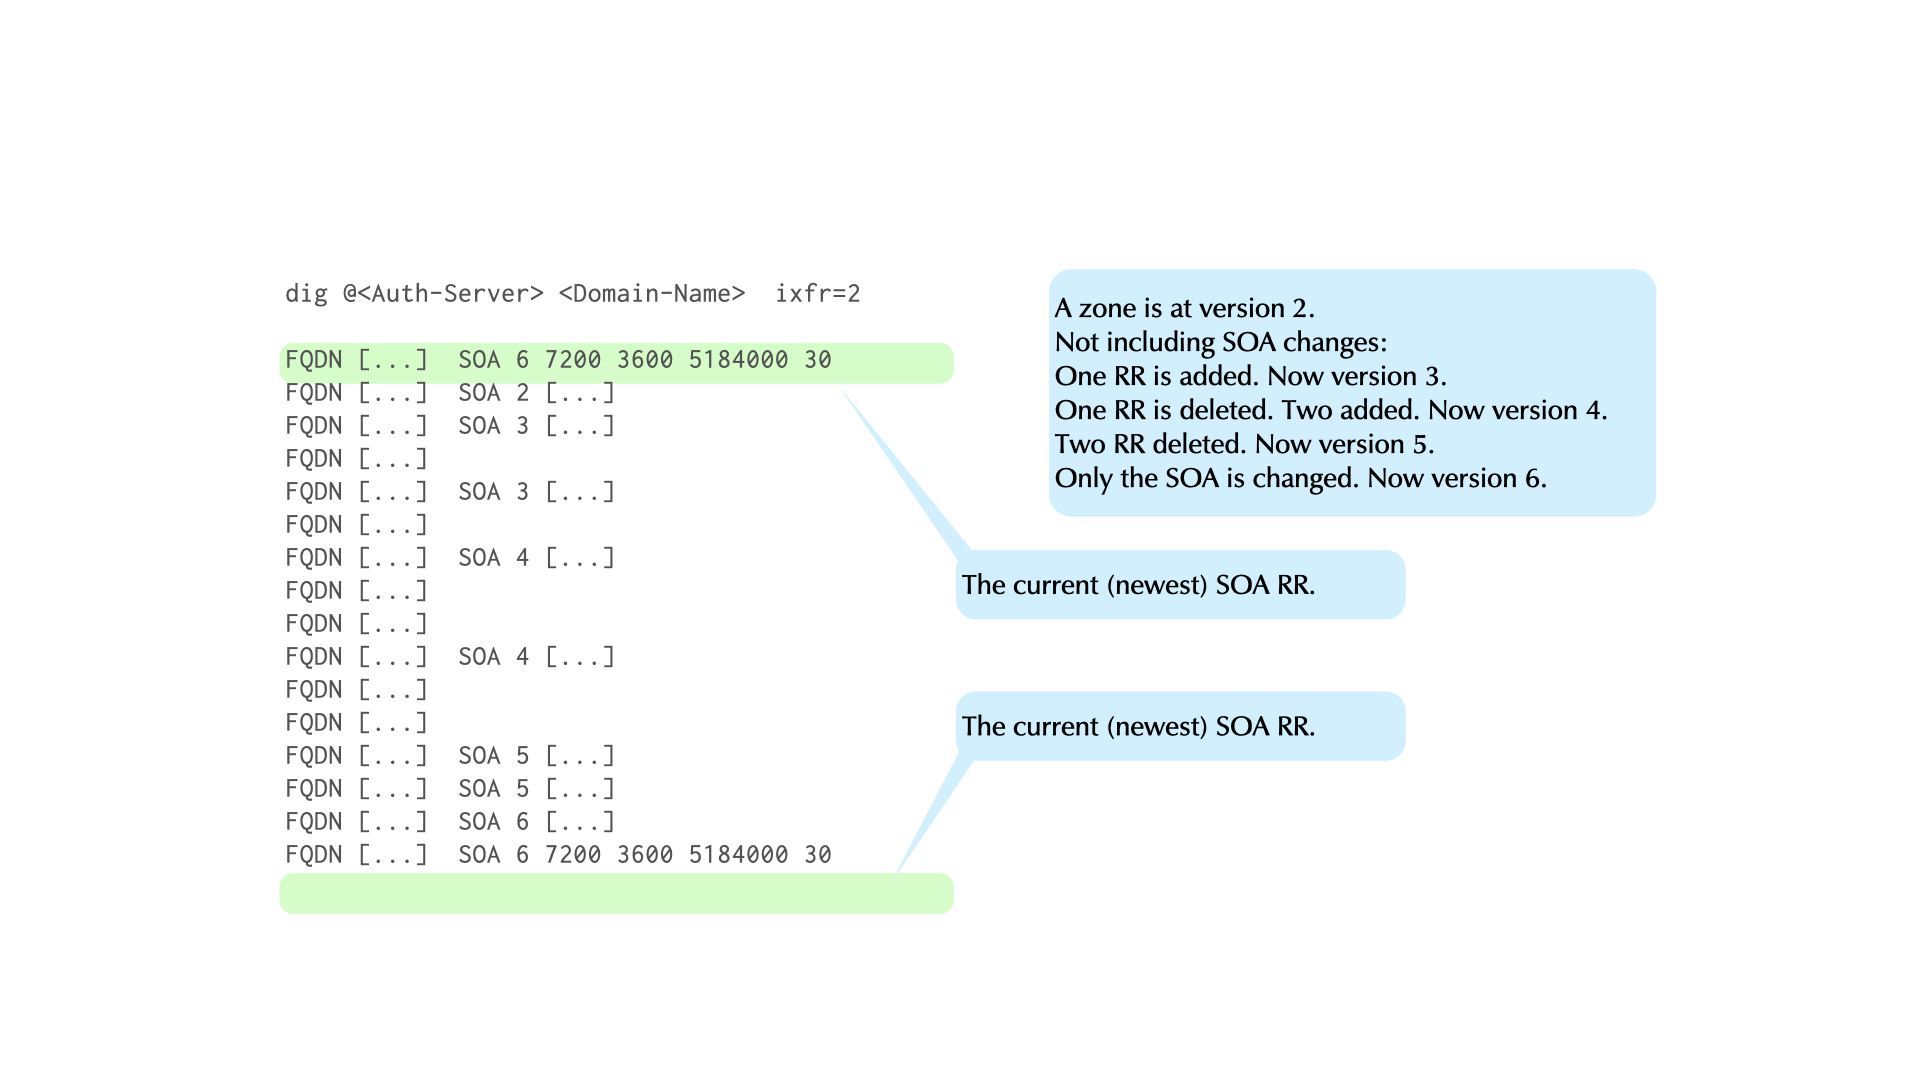 dig @<Auth-Server> <Domain-Name>  ixfr=2
FQDN [...]  SOA 6 7200 3600 5184000 30
FQDN [...]  SOA 2 [...]
FQDN [...]  SOA 3 [...]
FQDN [...]
FQDN [...]  SOA 3 [...]
FQDN [...]
FQDN [...]  SOA 4 [...]
FQDN [...]
FQDN [...]
FQDN [...]  SOA 4 [...]
FQDN [...]
FQDN [...]
FQDN [...]  SOA 5 [...]
FQDN [...]  SOA 5 [...]
FQDN [...]  SOA 6 [...]
FQDN [...]  SOA 6 7200 3600 5184000 30
A zone is at version 2.
Not including SOA changes:
One RR is added. Now version 3.
One RR is deleted. Two added. Now version 4.
Two RR deleted. Now version 5.
Only the SOA is changed. Now version 6.
The current (newest) SOA RR.
The current (newest) SOA RR.